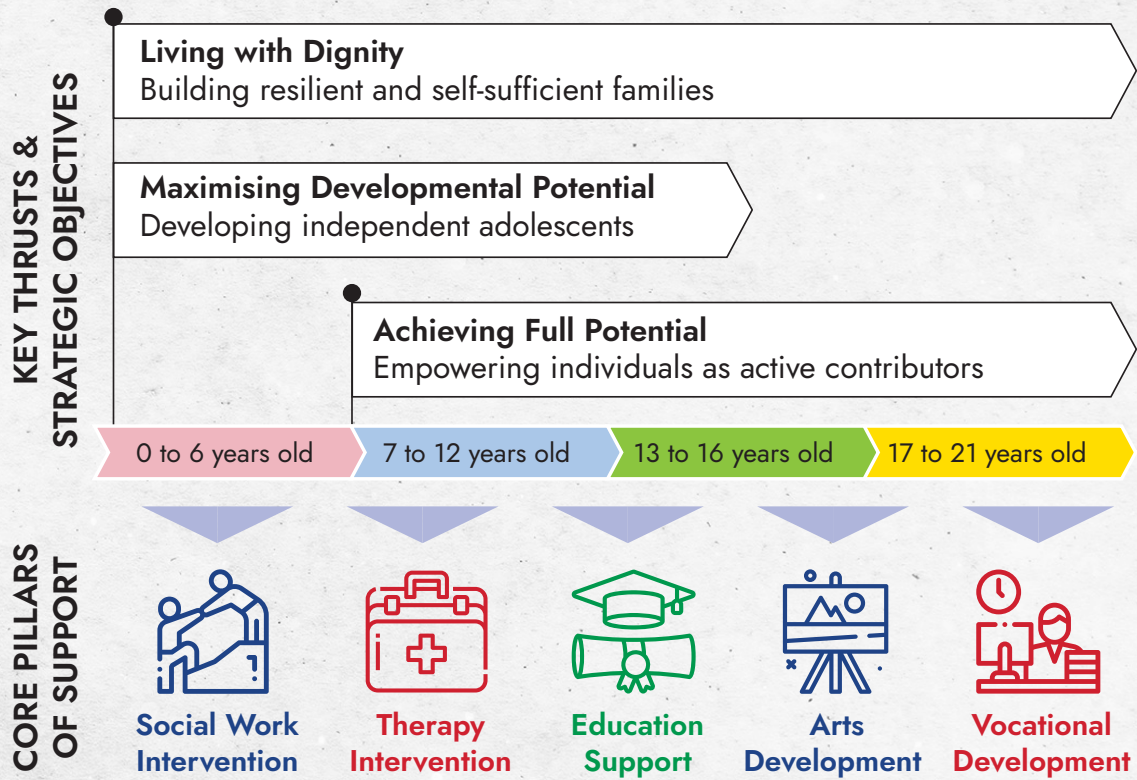 KEY THRUSTS &
STRATEGIC OBJECTIVES
Living with Dignity
Building resilient and self-sufficient families
Maximising Developmental Potential
Developing independent adolescents
Achieving Full Potential
Empowering individuals as active contributors
0 to 6 years old
7 to 12 years old
13 to 16 years old
17 to 21 years old
CORE PILLARS
OF SUPPORT
Social Work
Intervention
Therapy
Intervention
Education
Support
Arts
Development
Vocational
Development